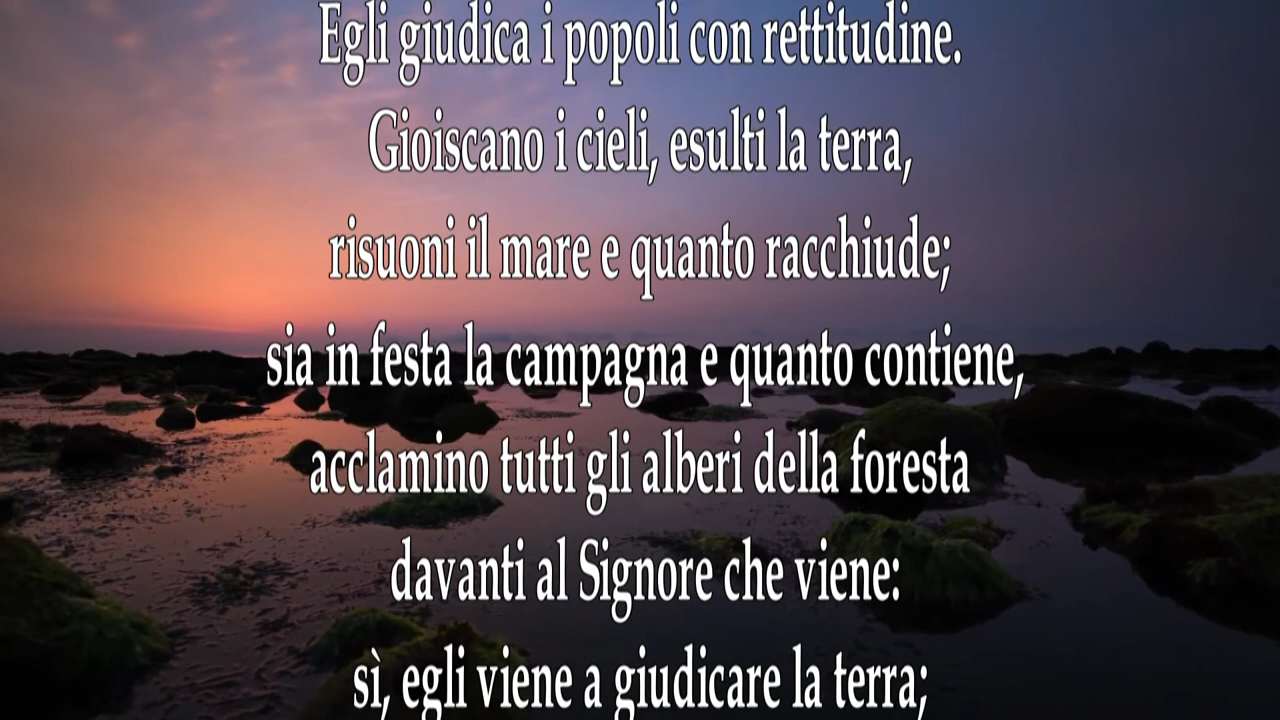 Egli giudica i popoli con rettitudine.
Gioiscano i cieli, esulti la terra,
risuoni il mare e quanto racchiude;
sia in festa la campagna e quanto contiene,
acclamino tutti gli alberi della foresta
davanti al Signore che viene:
sì, egli viene a giudicare la terra;